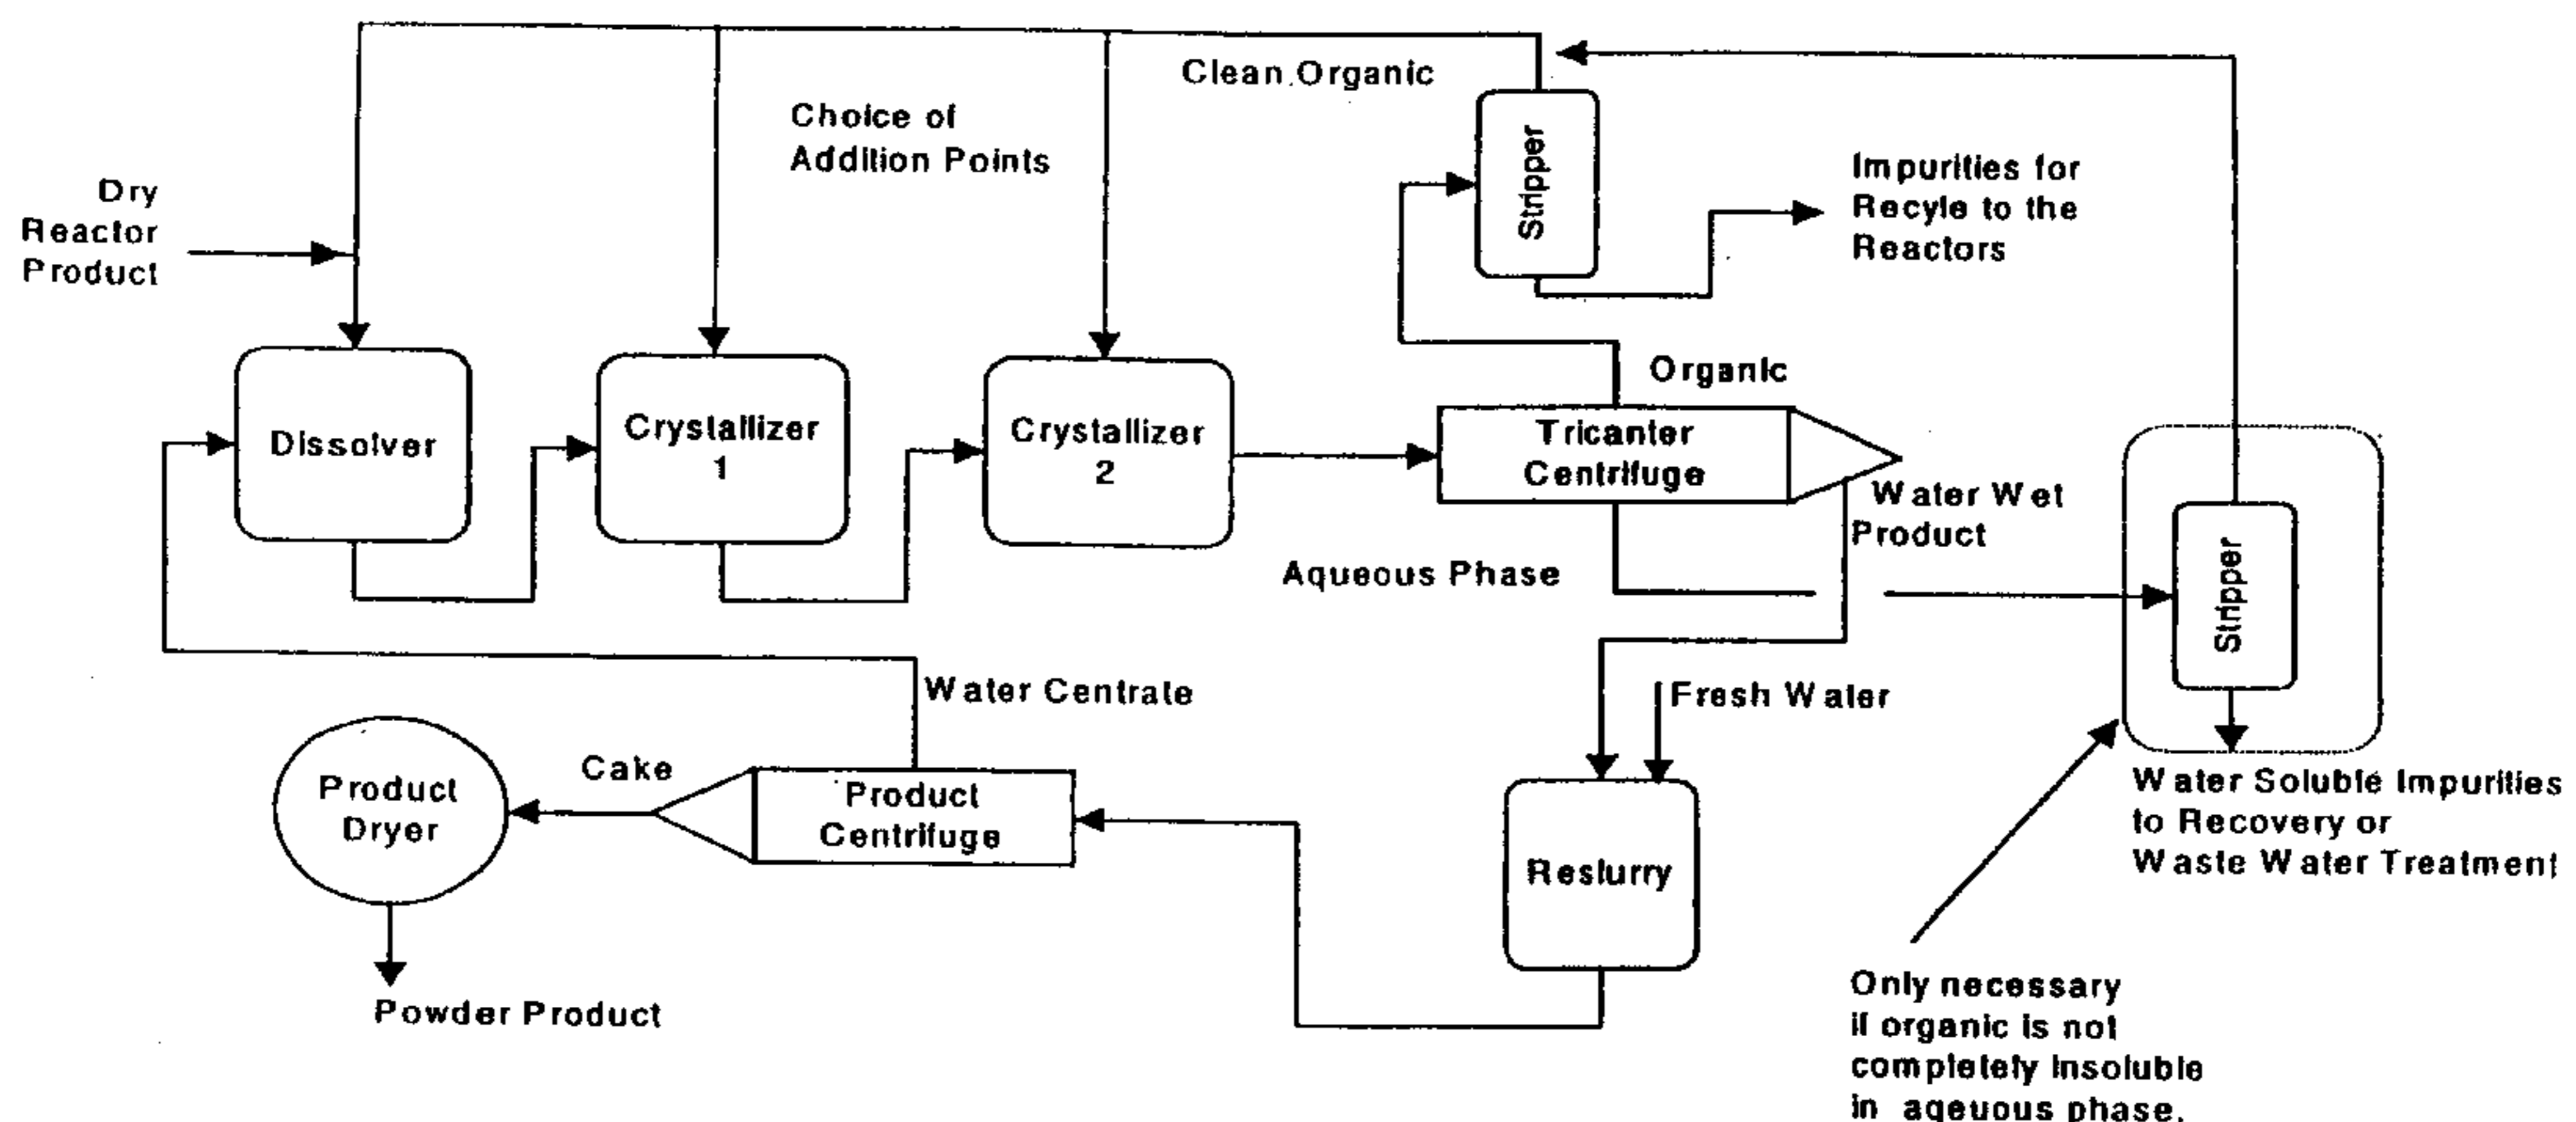 Clean Organic
Choice of
Addition Points
Stripper
Impurities for
Recyle to the
Reactors
Dry
Reactor
Product
Organic
Dissolver
Crystallizer
1
Crystallizer
2
Tricanter
Centrifuge
Water Wet
Product
Aqueous Phase
Stripper
Water Centrate
Fresh Water
Cake
Product
Dryer
Product
Centrifuge
Reslurry
Water Soluble Impurities
to Recovery or
Waste Water Treatment
Powder Product
Only necessary
if organic is not
completely insoluble
in aqeuous phase.